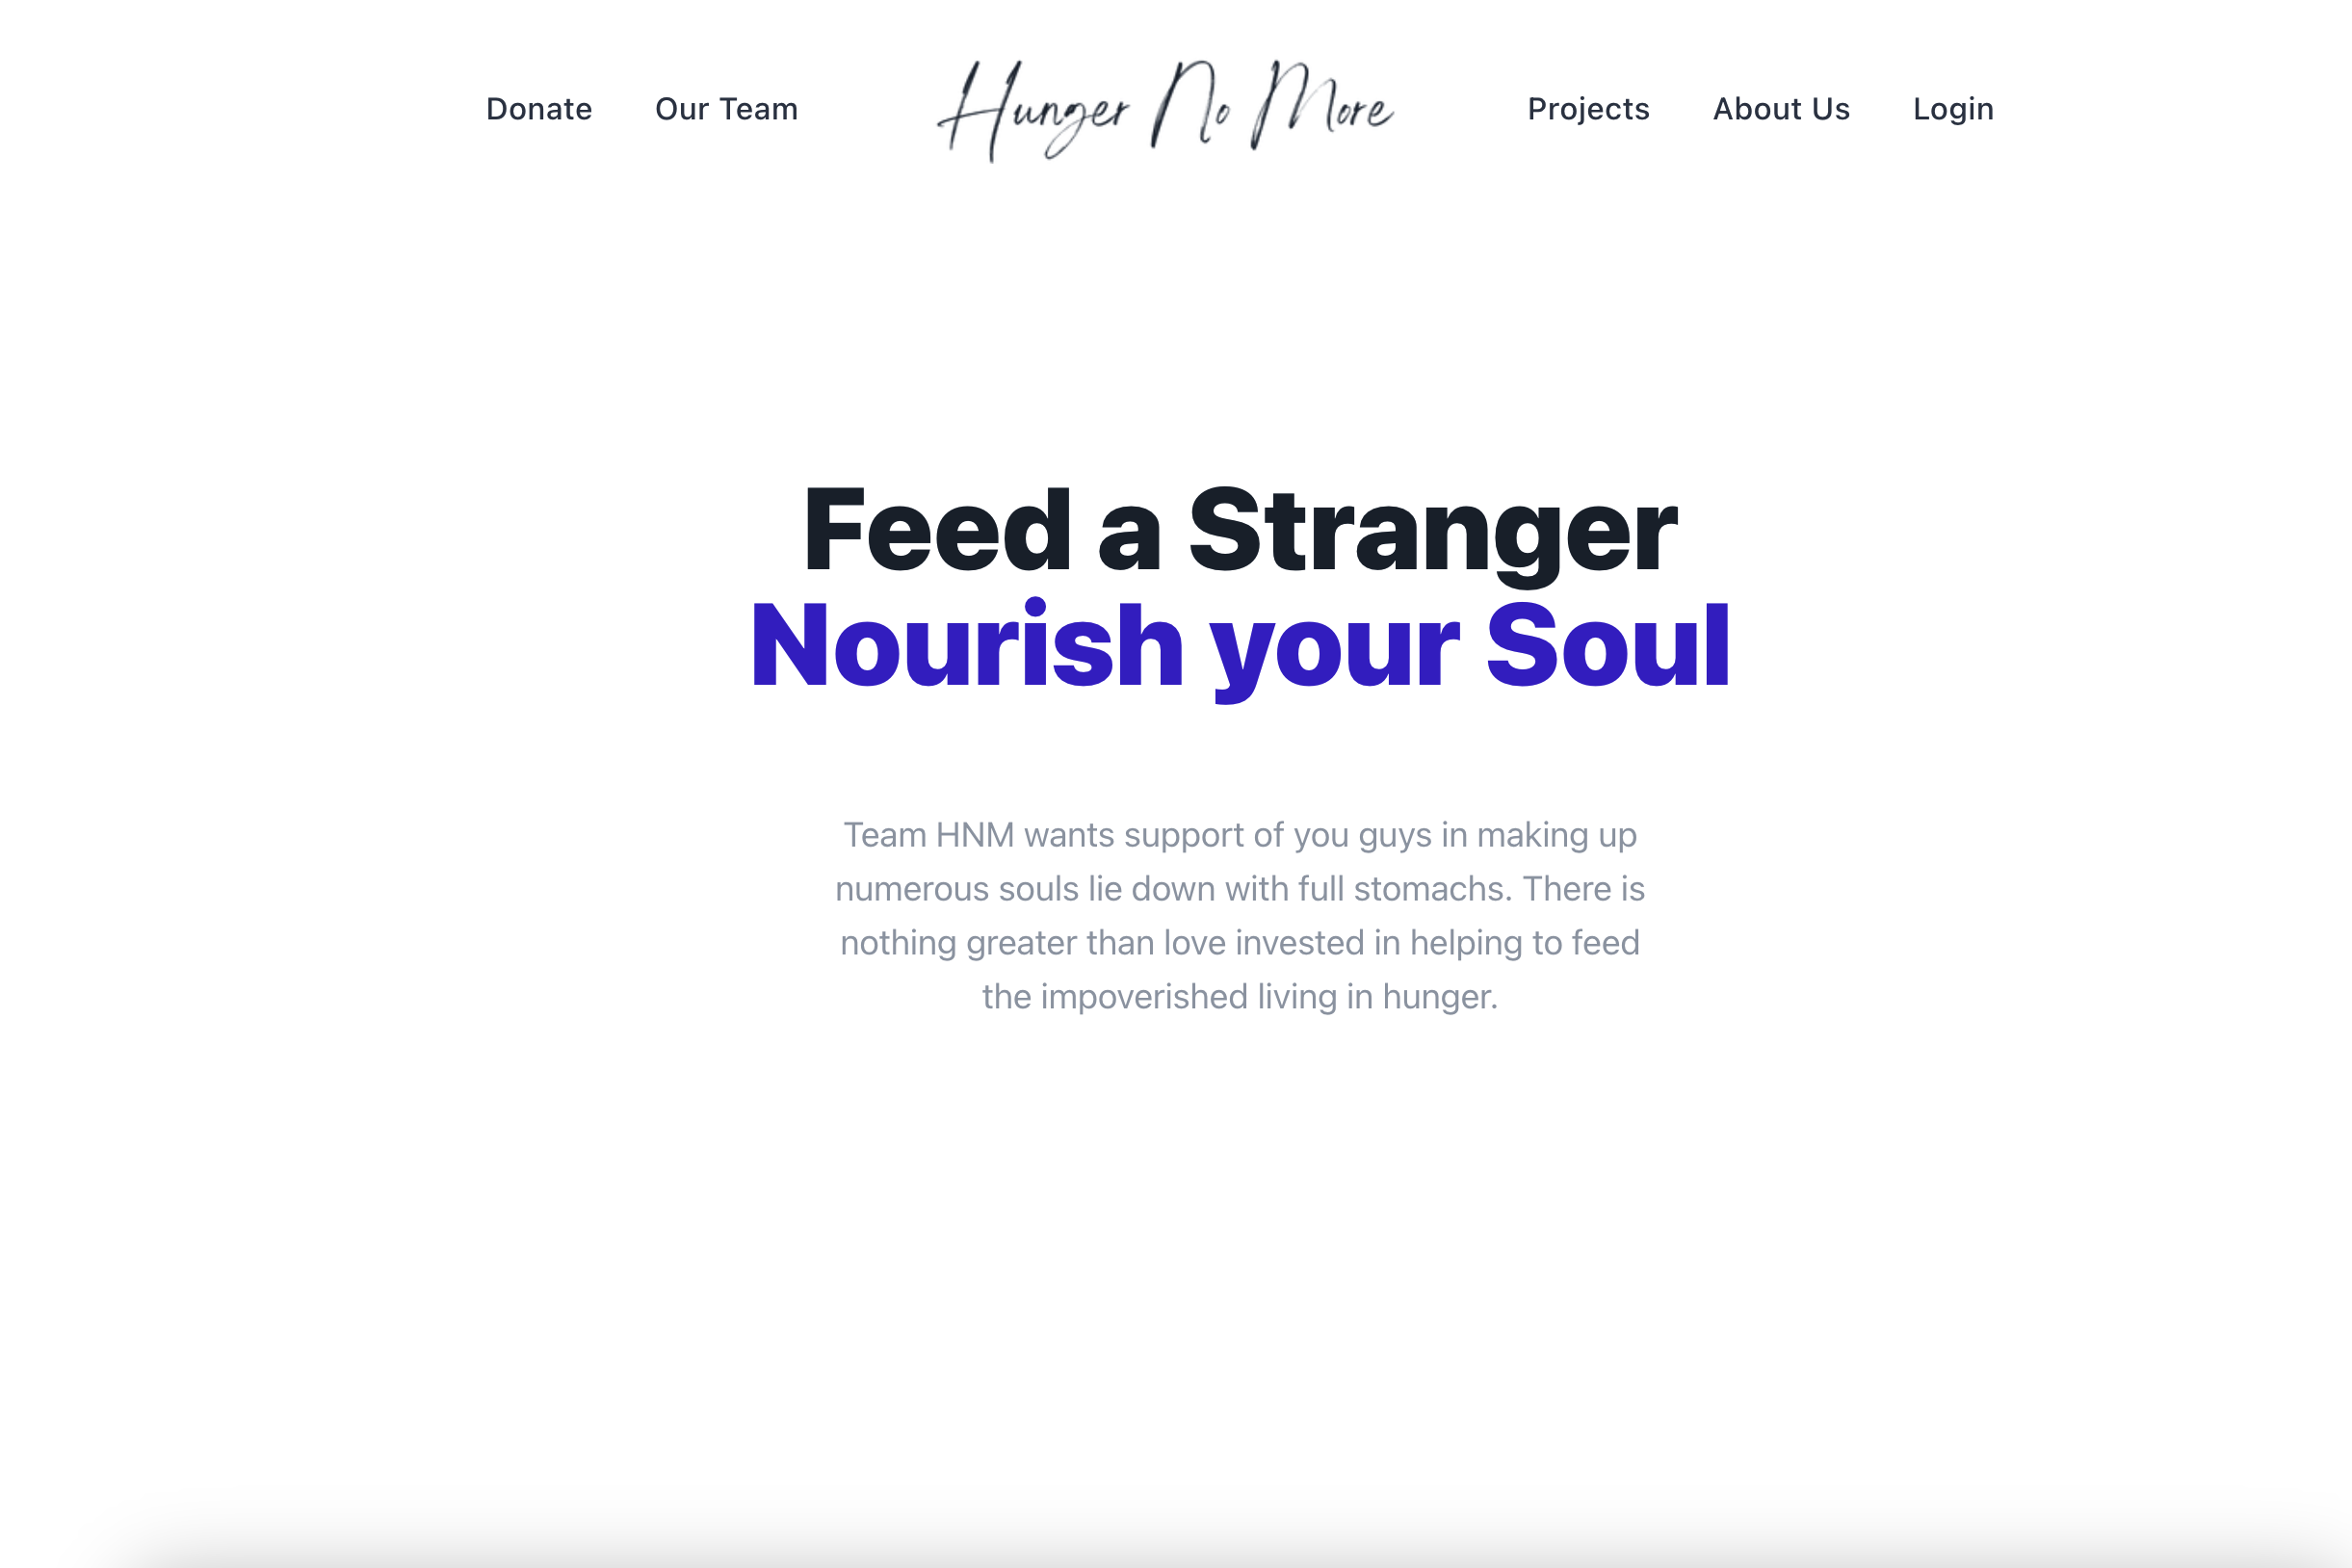 Donate Our Team Hunger No More Projects About Us Login
Feed a Stranger
Nourish your Soul
Team HNM wants support of you guys in making up
numerous souls lie down with full stomachs. There is
nothing greater than love invested in helping to feed
the impoverished living in hunger.